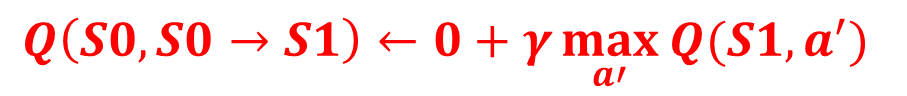 Q(S0, S0 → S1) ← 0 + γ max Q(S1, a′)
a′